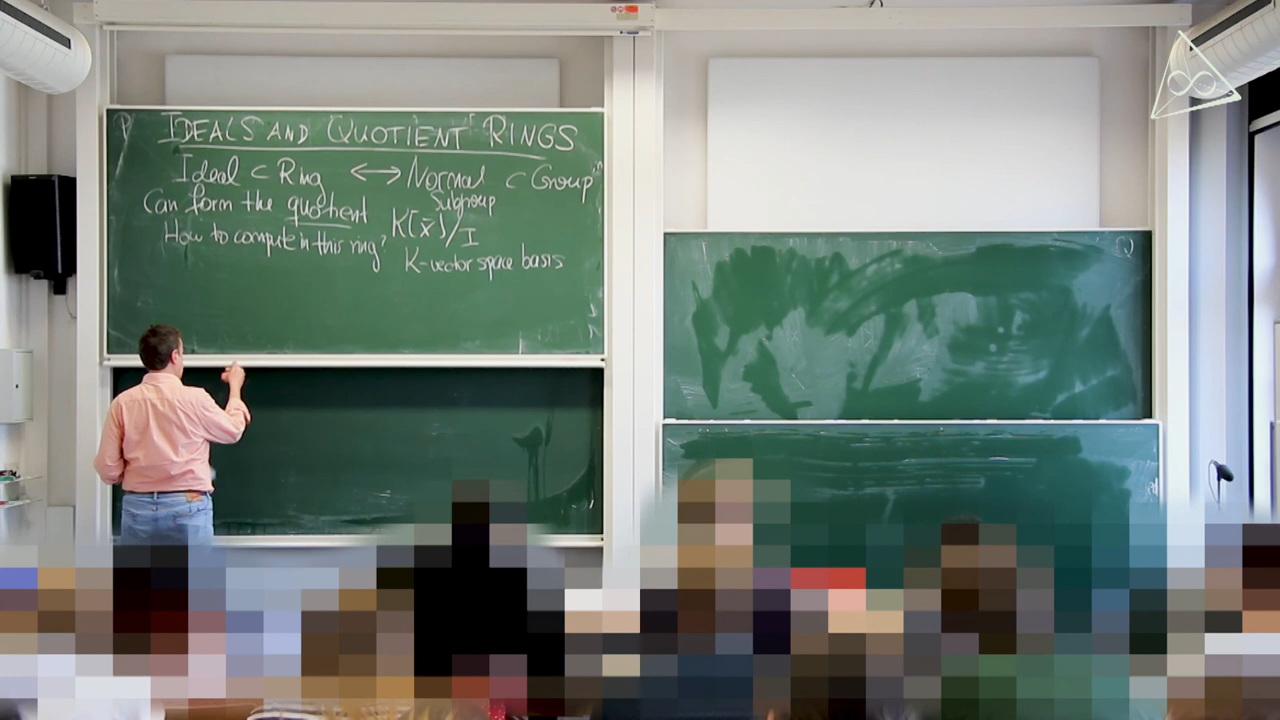 IDEALS AND QUOTIENT RINGS
Ideal ⊂ Ring ⟷ Normal Subgroup ⊂ Group"
Can form the quotient K[x̄]/I
How to compute in this ring?
K-vector space basis
Q